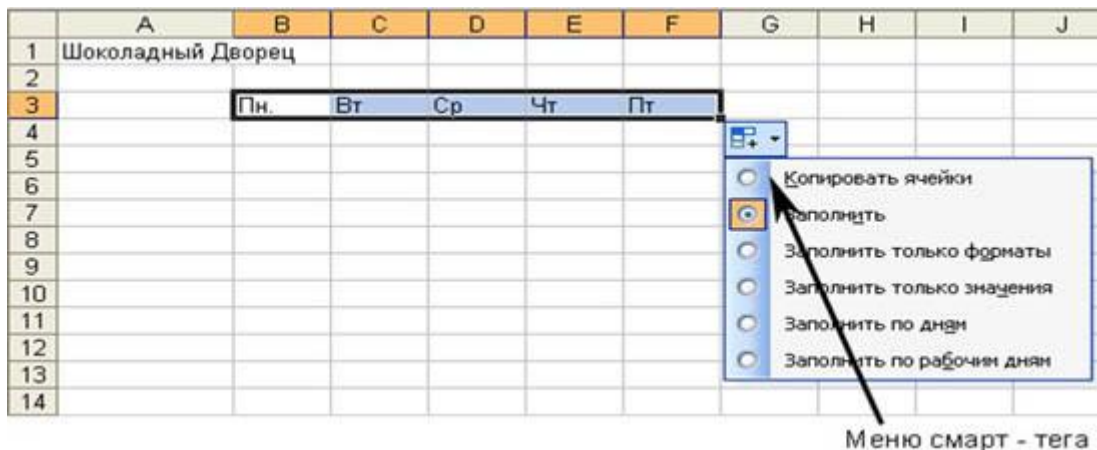 A B C D E F G H I J
1 Шоколадный Дворец
2
3 Пн. Вт Ср Чт Пт
4
5
6 Копировать ячейки
7 Заполнить
8 Заполнить только форматы
9
10 Заполнить только значения
11 Заполнить по дням
12
13 Заполнить по рабочим дням
14
Меню смарт - тега